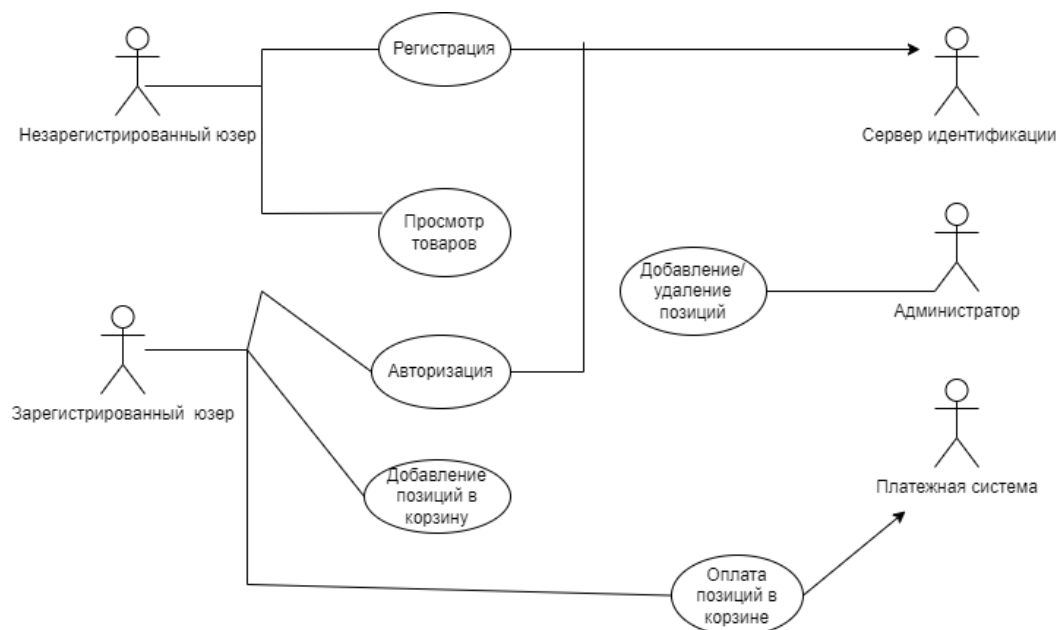 Регистрация
Незарегистрированный юзер
Сервер идентификации
Просмотр
товаров
Добавление/
удаление
позиций
Администратор
Авторизация
Зарегистрированный юзер
Добавление
позиций в
корзину
Платежная система
Оплата
позиций в
корзине